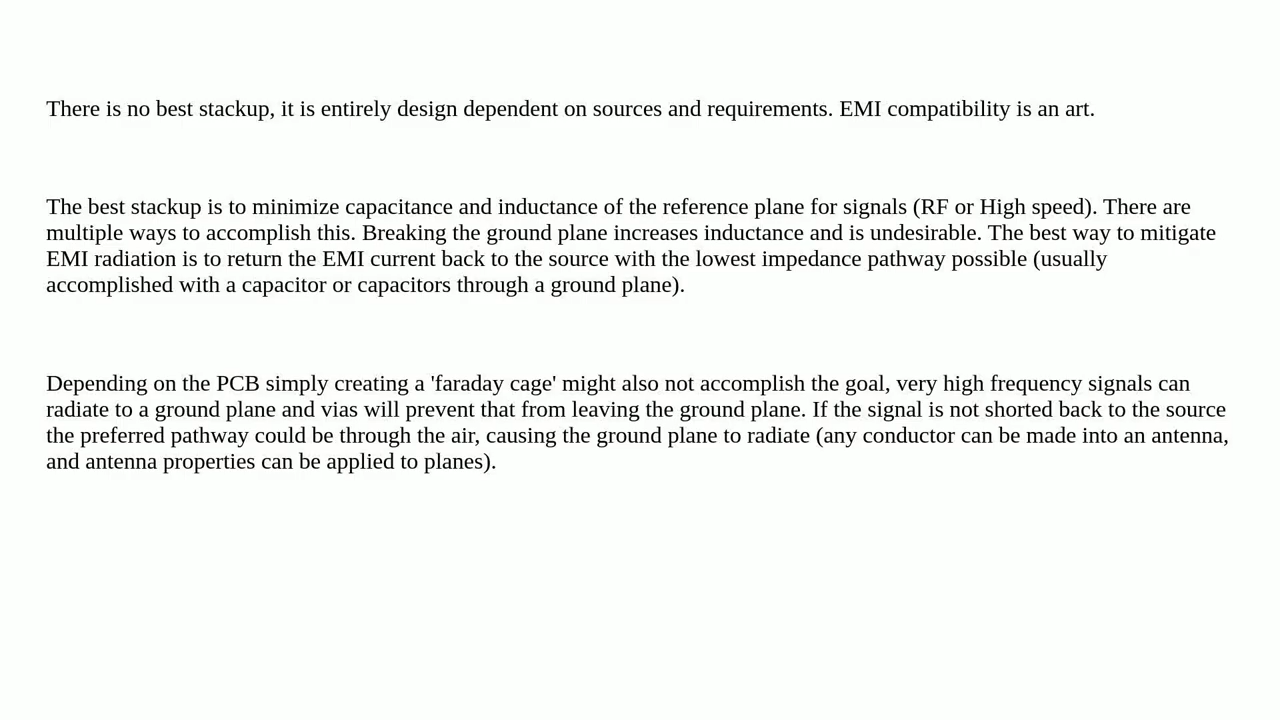 There is no best stackup, it is entirely design dependent on sources and requirements. EMI compatibility is an art.
The best stackup is to minimize capacitance and inductance of the reference plane for signals (RF or High speed). There are
multiple ways to accomplish this. Breaking the ground plane increases inductance and is undesirable. The best way to mitigate
EMI radiation is to return the EMI current back to the source with the lowest impedance pathway possible (usually
accomplished with a capacitor or capacitors through a ground plane).
Depending on the PCB simply creating a 'faraday cage' might also not accomplish the goal, very high frequency signals can
radiate to a ground plane and vias will prevent that from leaving the ground plane. If the signal is not shorted back to the source
the preferred pathway could be through the air, causing the ground plane to radiate (any conductor can be made into an antenna,
and antenna properties can be applied to planes).